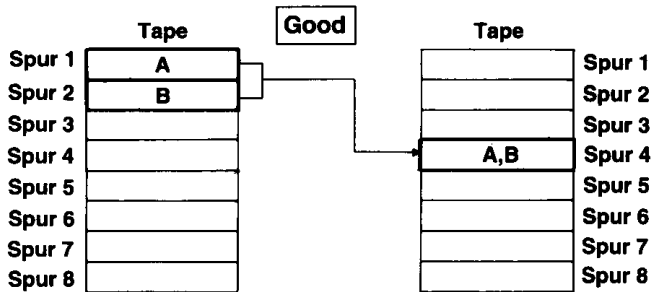 Good
Tape
Tape
Spur 1 A Spur 1
Spur 2 B Spur 2
Spur 3 Spur 3
Spur 4 A,B Spur 4
Spur 5 Spur 5
Spur 6 Spur 6
Spur 7 Spur 7
Spur 8 Spur 8